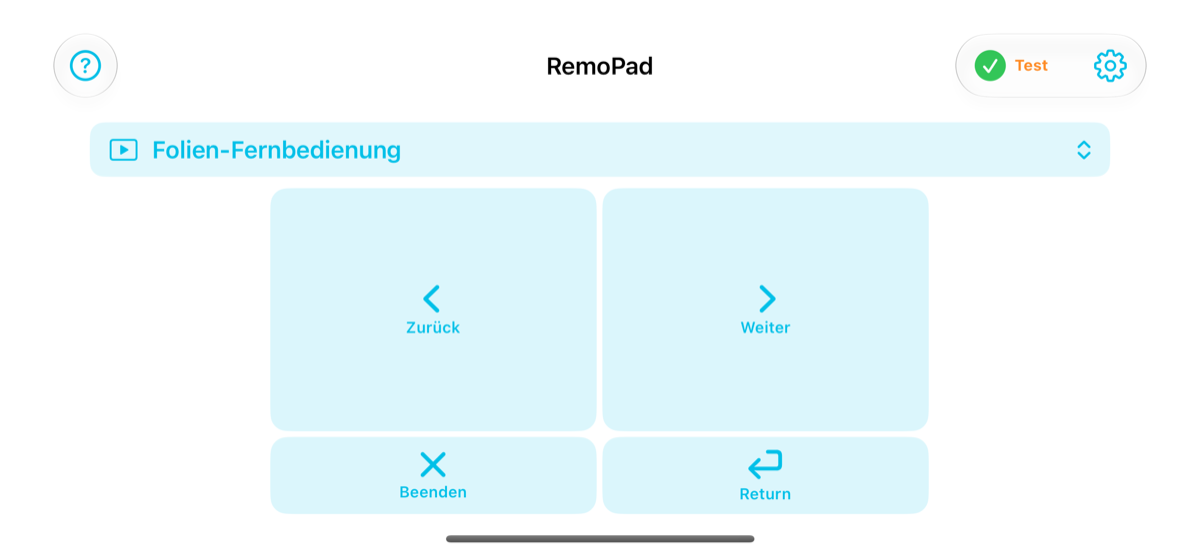 RemoPad
Test
Folien-Fernbedienung
Zurück
Weiter
Beenden
Return